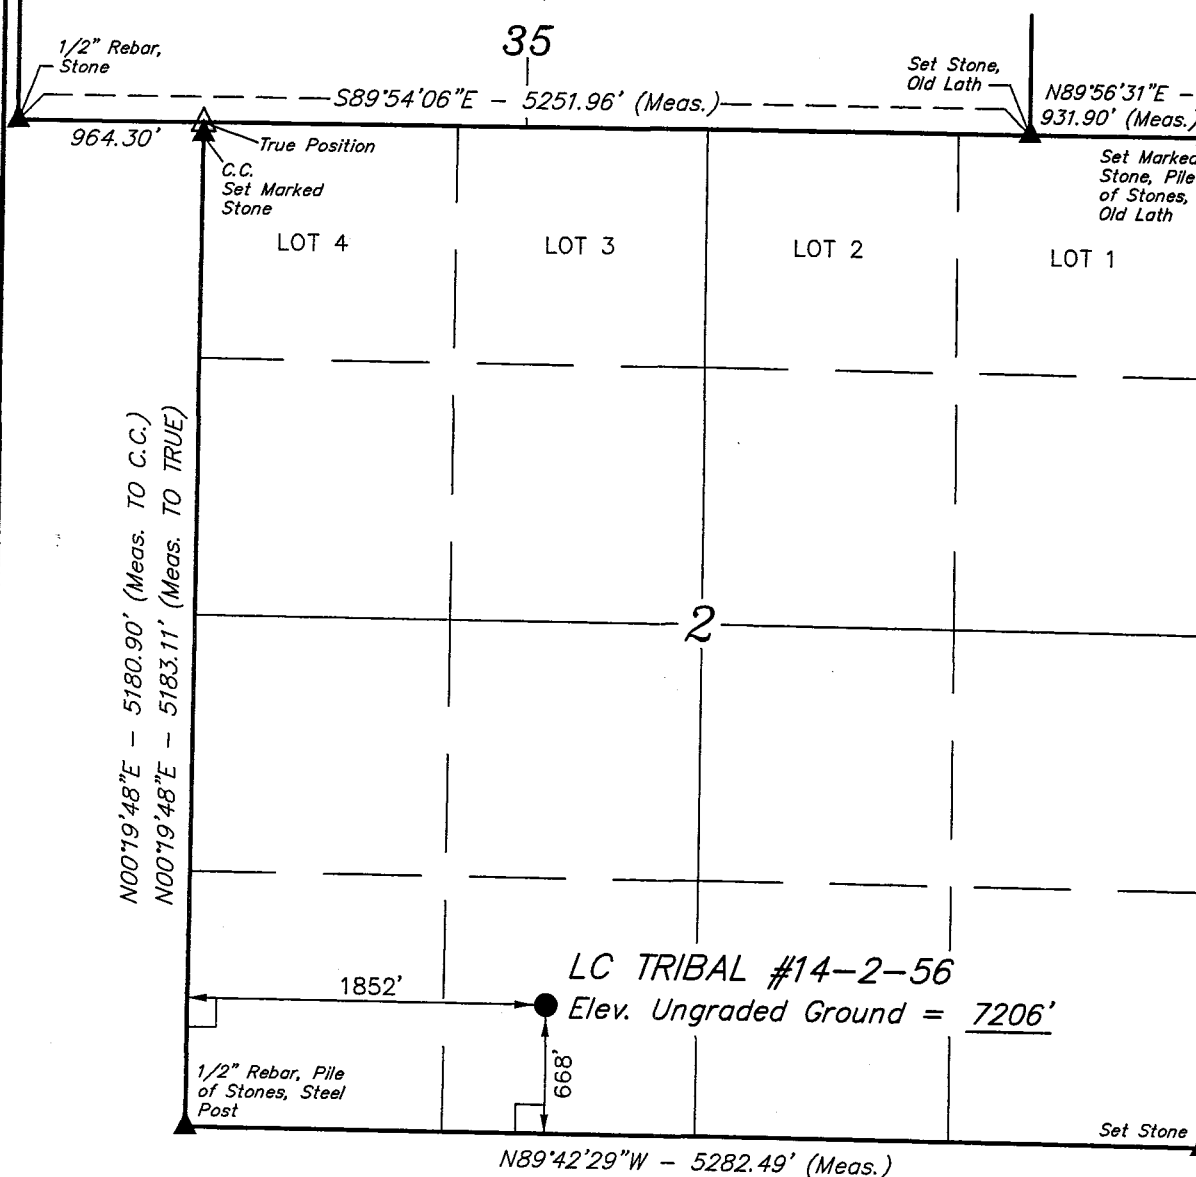 35
1/2" Rebar,
Stone
Set Stone,
Old Lath
S89°54'06"E - 5251.96' (Meas.)
N89°56'31"E -
931.90' (Meas.)
964.30'
True Position
C.C.
Set Marked
Stone
Set Marked
Stone, Pile
of Stones,
Old Lath
LOT 4
LOT 3
LOT 2
LOT 1
N00°19'48"E - 5180.90' (Meas. TO C.C.)
N00°19'48"E - 5183.11' (Meas. TO TRUE)
2
LC TRIBAL #14-2-56
Elev. Ungraded Ground = 7206'
1852'
668'
1/2" Rebar, Pile
of Stones, Steel
Post
Set Stone
N89°42'29"W - 5282.49' (Meas.)